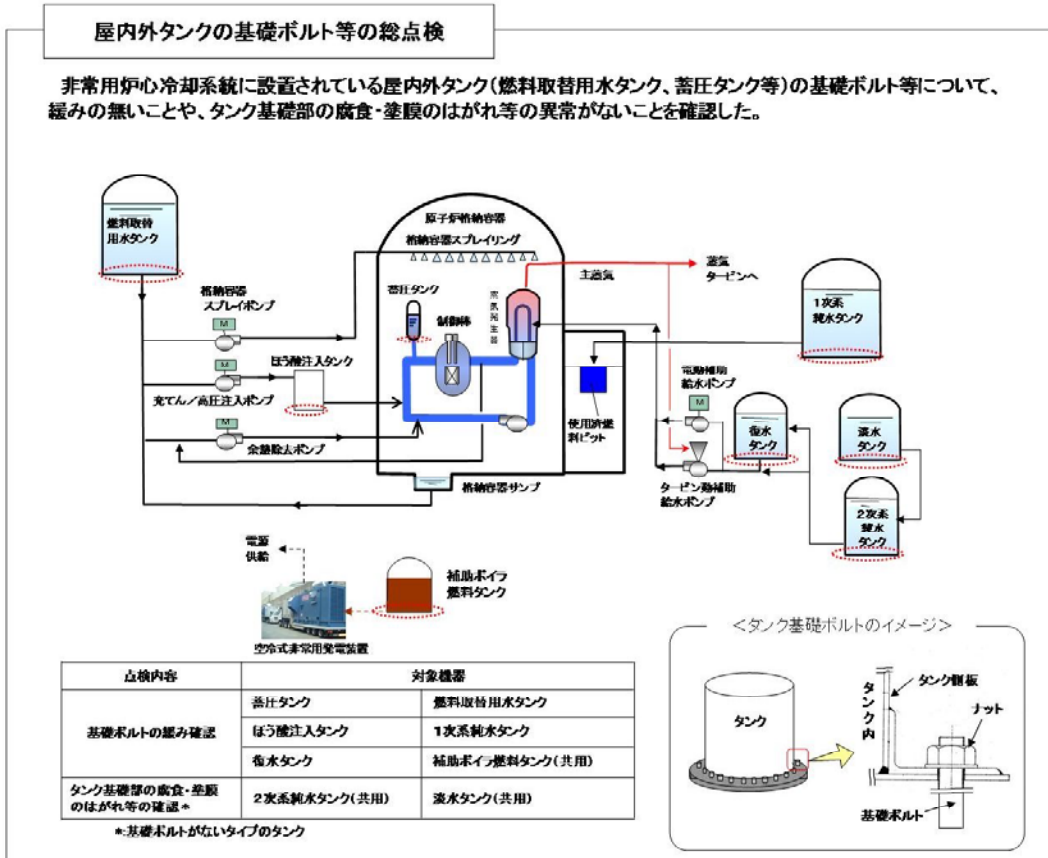 屋内外タンクの基礎ボルト等の総点検
非常用炉心冷却系統に設置されている屋内外タンク(燃料取替用水タンク、蓄圧タンク等)の基礎ボルト等について、
緩みの無いことや、タンク基礎部の腐食・塗膜のはがれ等の異常がないことを確認した。
燃料取替
用水タンク
原子炉格納容器
格納容器スプレイリング
主蒸気
蒸気
タービンへ
格納容器
スプレイポンプ
M
蓄圧タンク
制御棒
蒸気発生器
1次系
純水タンク
M
ほう酸注入タンク
充てん/高圧注入ポンプ
電動補助
給水ポンプ
M
使用済燃
料ピット
復水
タンク
淡水
タンク
M
余熱除去ポンプ
格納容器サンプ
タービン動補助
給水ポンプ
2次系
純水
タンク
電源
供給
補助ボイラ
燃料タンク
空冷式非常用発電装置
<タンク基礎ボルトのイメージ>
タンク
タンク内
タンク側板
ナット
基礎ボルト
点検内容 対象機器
基礎ボルトの緩み確認
蓄圧タンク 燃料取替用水タンク
ほう酸注入タンク 1次系純水タンク
復水タンク 補助ボイラ燃料タンク(共用)
タンク基礎部の腐食・塗膜
のはがれ等の確認*
2次系純水タンク(共用) 淡水タンク(共用)
*:基礎ボルトがないタイプのタンク